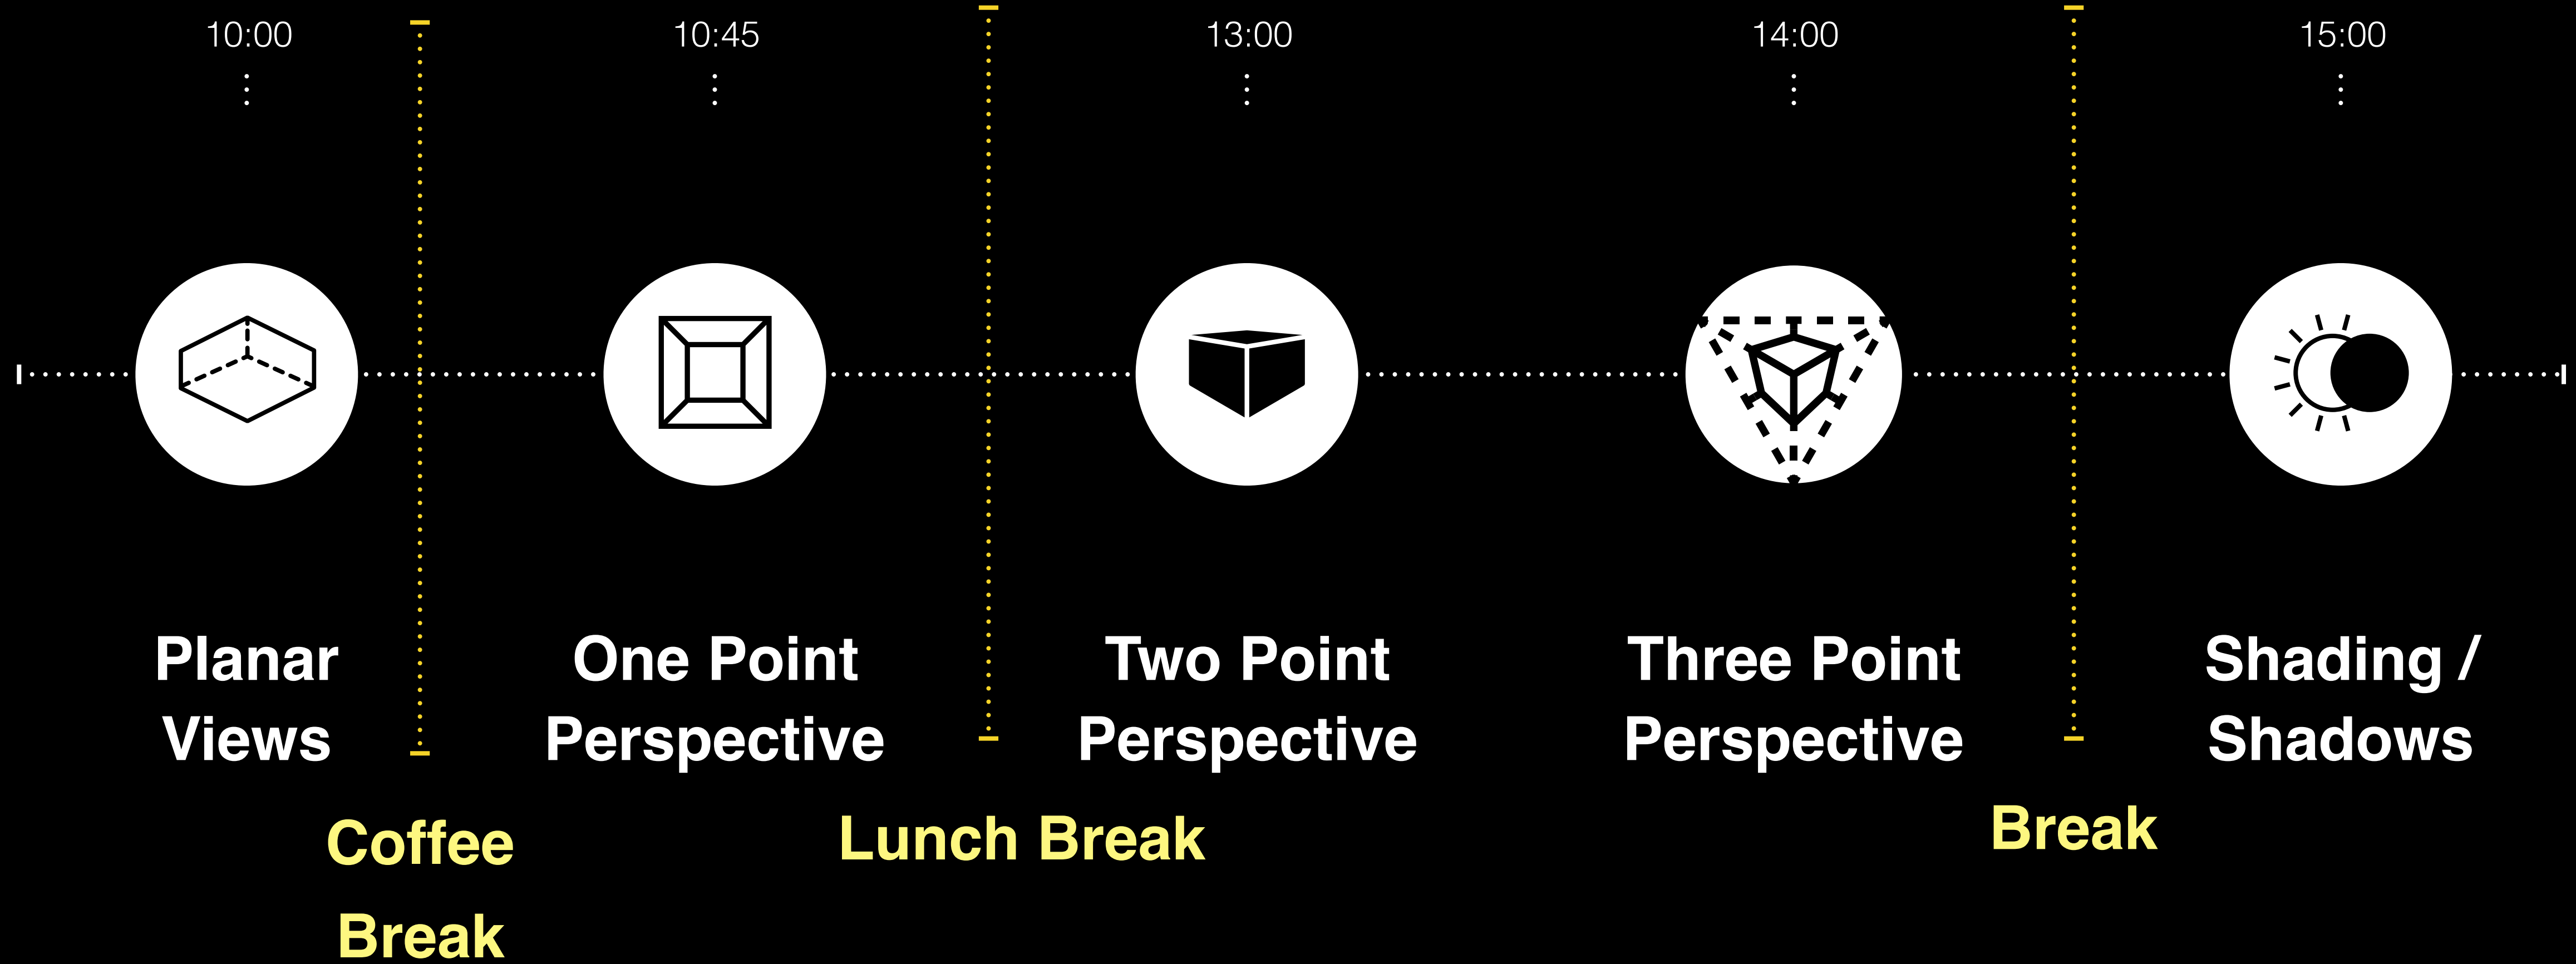 10:00
10:45
13:00
14:00
15:00
Planar
Views
One Point
Perspective
Two Point
Perspective
Three Point
Perspective
Shading /
Shadows
Coffee
Break
Lunch Break
Break